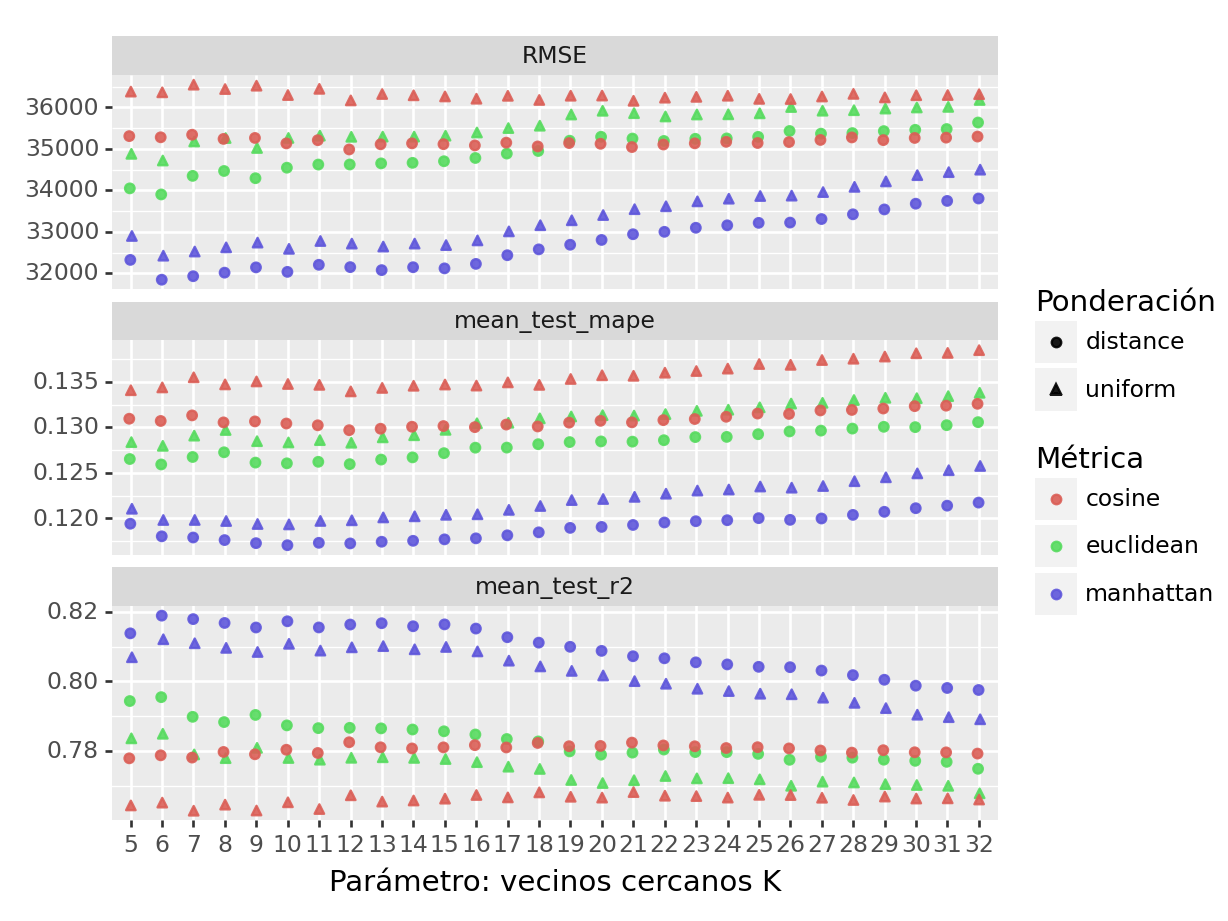 RMSE
36000
35000
34000
33000
32000
mean_test_mape
0.135
0.130
0.125
0.120
mean_test_r2
0.82
0.80
0.78
5 6 7 8 9 10 11 12 13 14 15 16 17 18 19 20 21 22 23 24 25 26 27 28 29 30 31 32
Parámetro: vecinos cercanos K
Ponderación
distance
uniform
Métrica
cosine
euclidean
manhattan